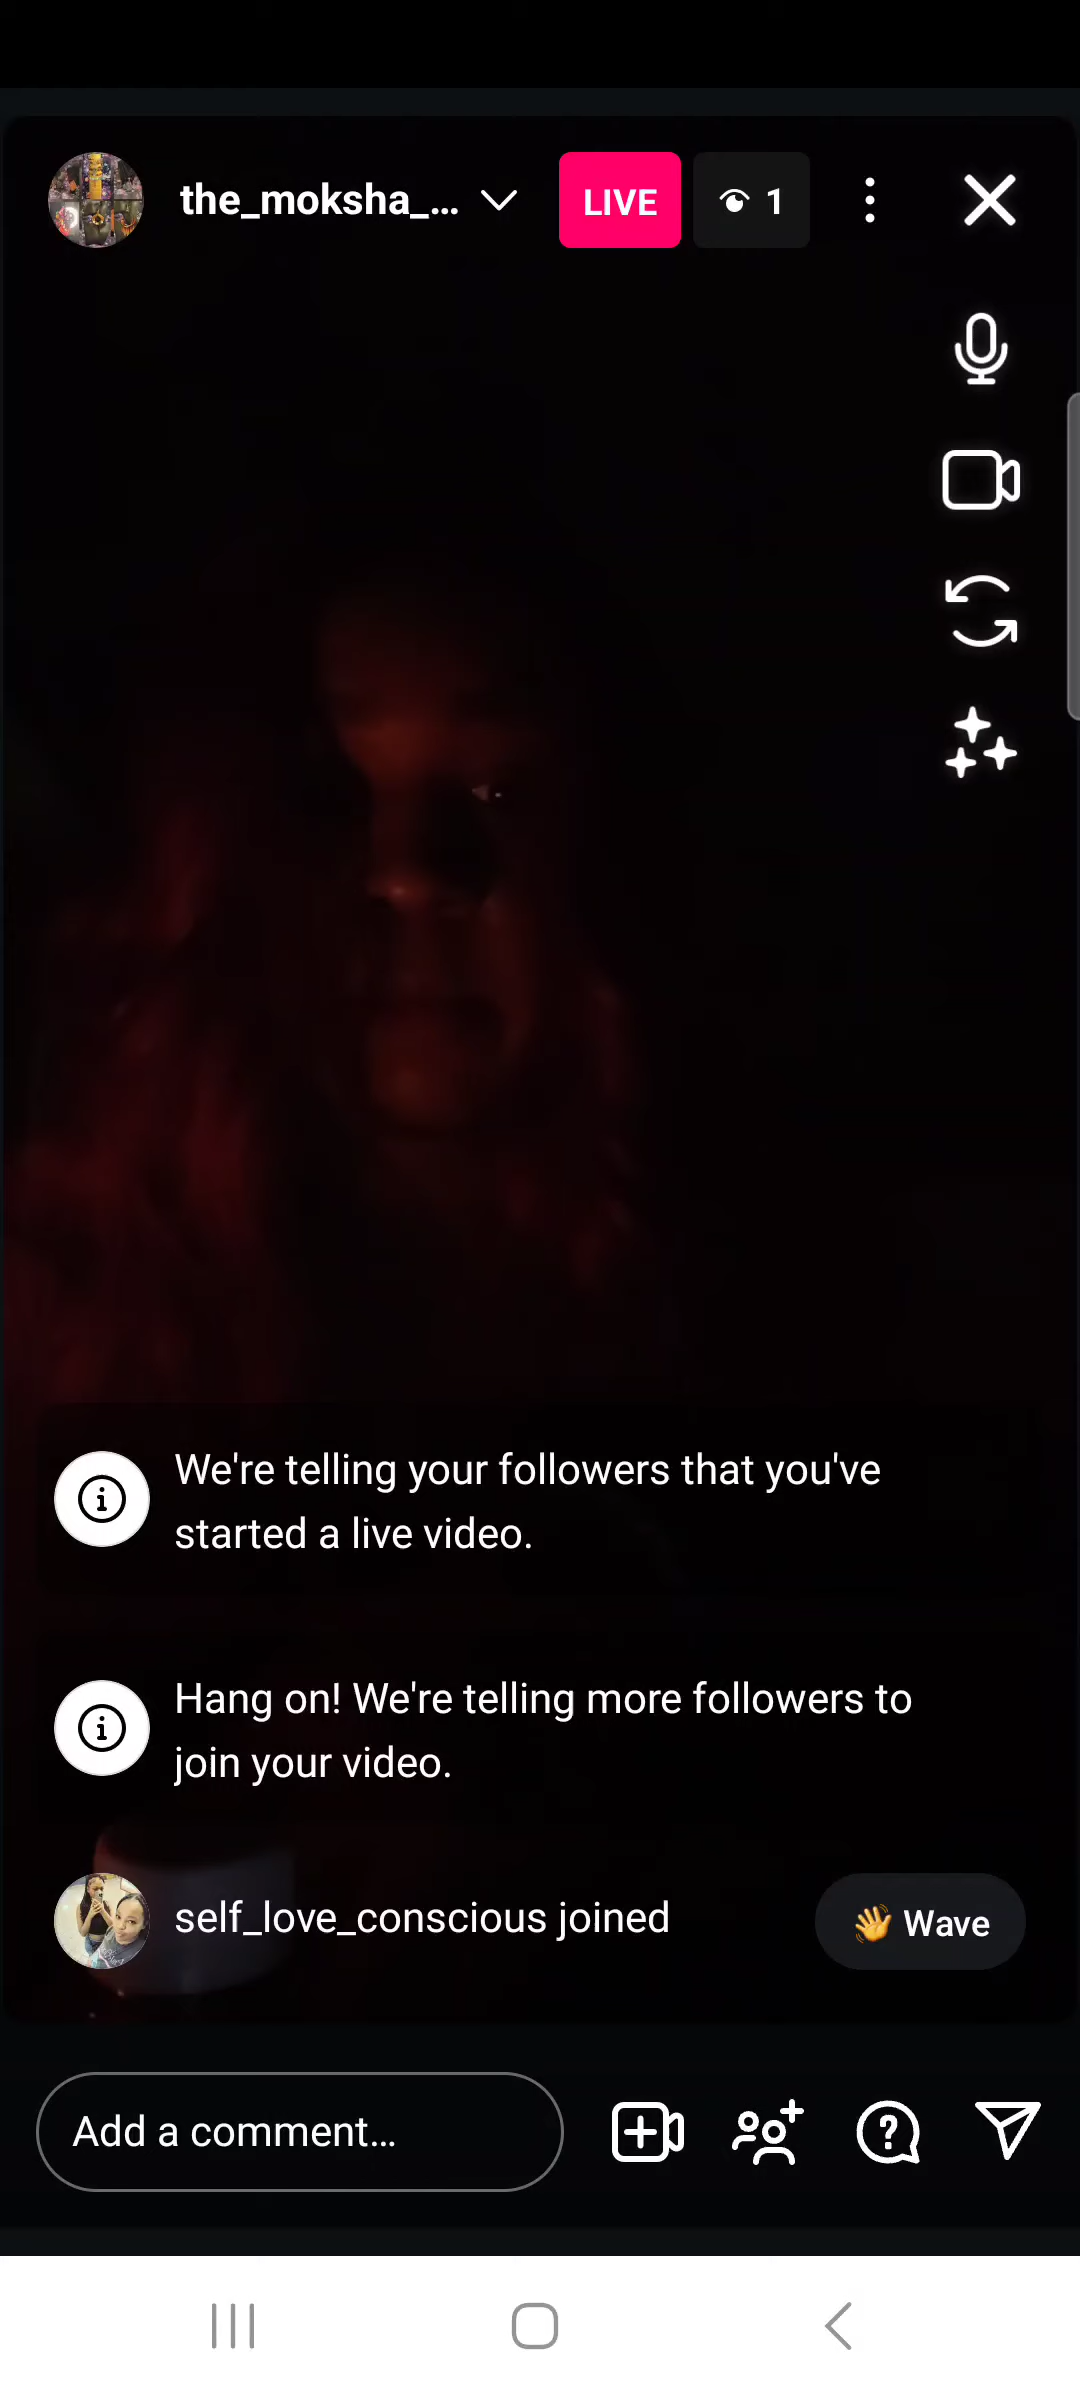 the_moksha_...
LIVE
1
We're telling your followers that you've
started a live video.
Hang on! We're telling more followers to
join your video.
self_love_conscious joined
👋 Wave
Add a comment...